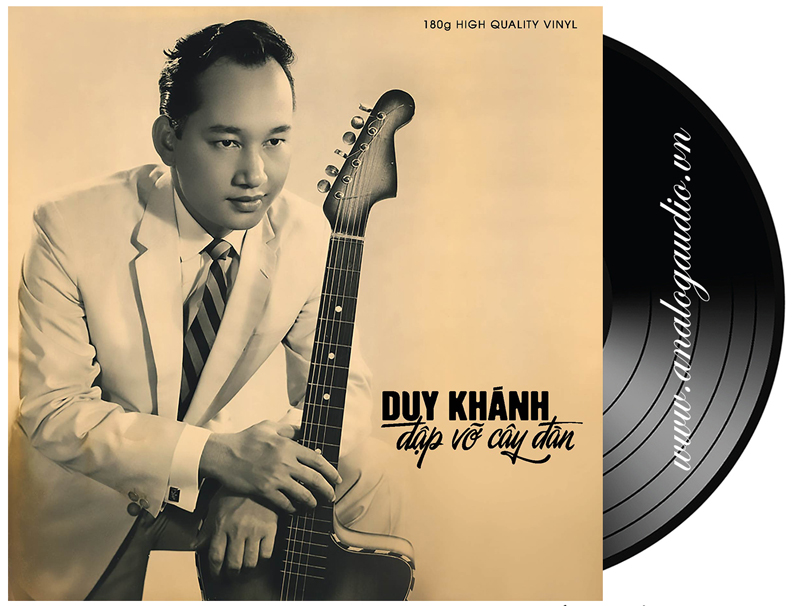 180g HIGH QUALITY VINYL
DUY KHÁNH
đập vỡ cây đàn
www.analogaudio.vn